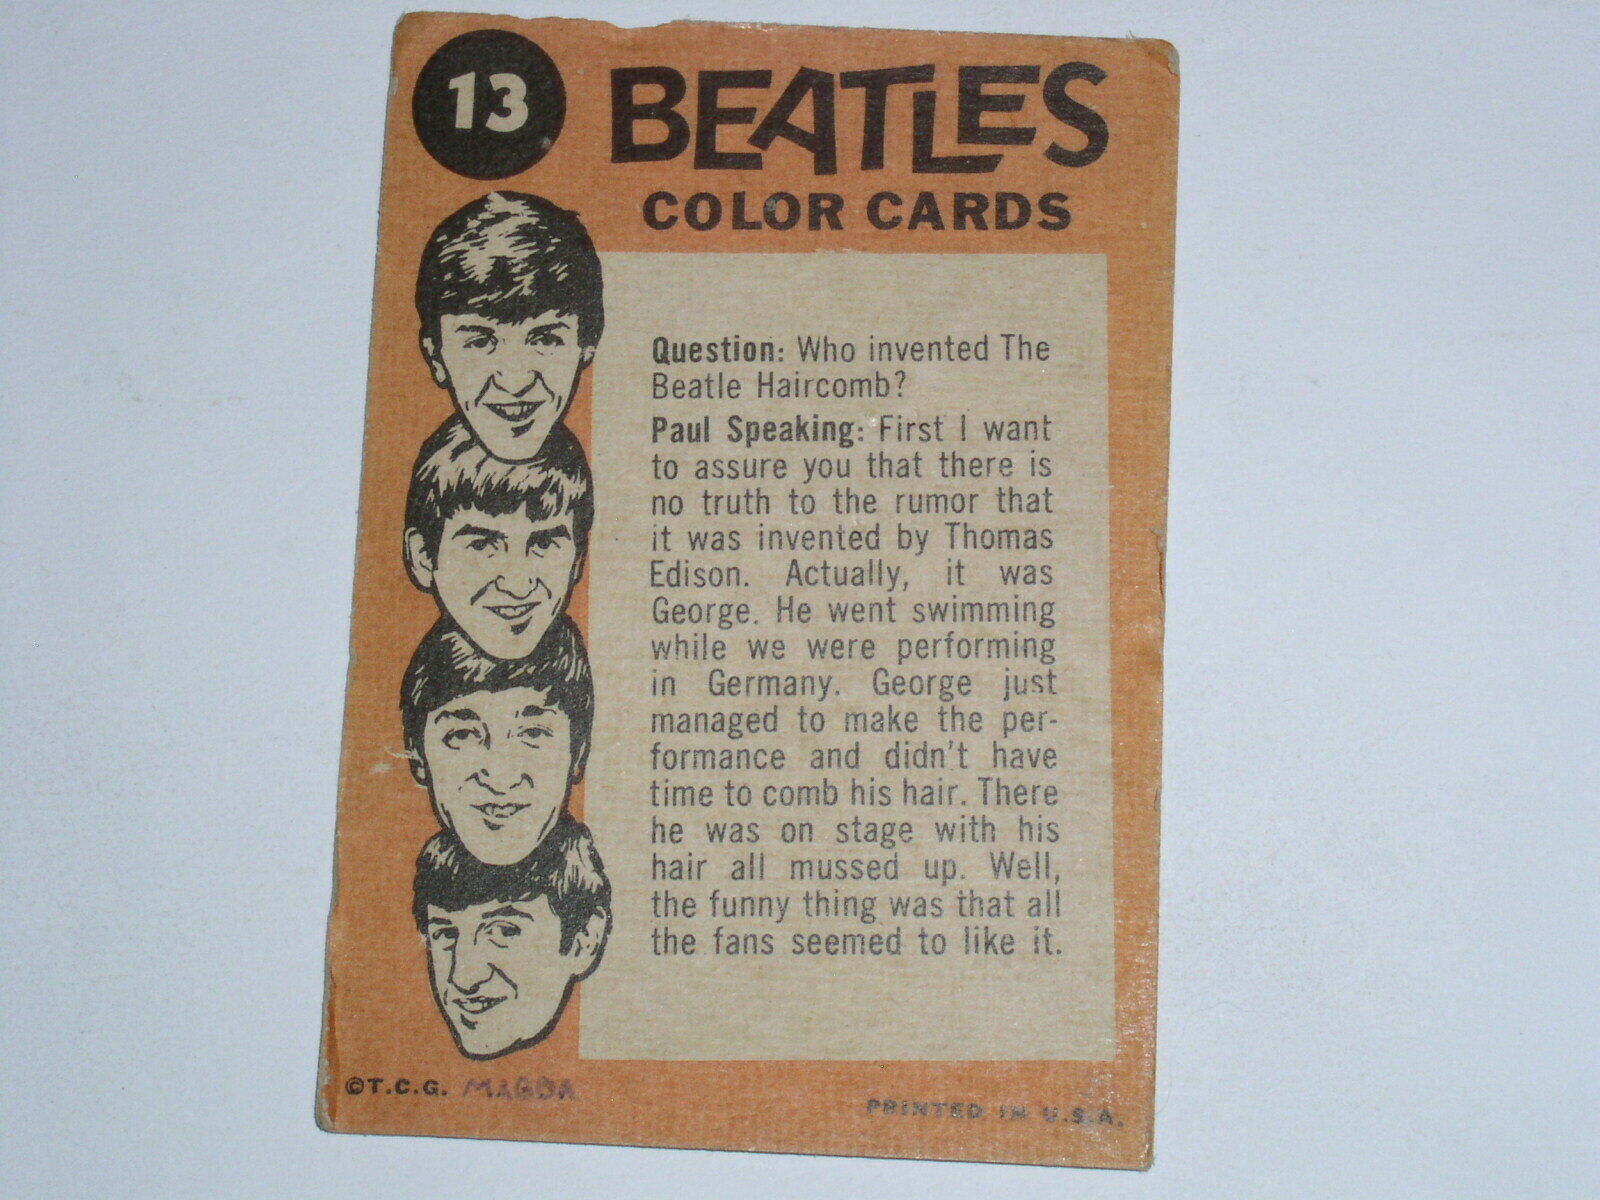 13
BEATLES
COLOR CARDS
Question: Who invented The
Beatle Haircomb?
Paul Speaking: First I want
to assure you that there is
no truth to the rumor that
it was invented by Thomas
Edison. Actually, it was
George. He went swimming
while we were performing
in Germany. George just
managed to make the per-
formance and didn't have
time to comb his hair. There
he was on stage with his
hair all mussed up. Well,
the funny thing was that all
the fans seemed to like it.
©T.C.G. MAGDA
PRINTED IN U.S.A.